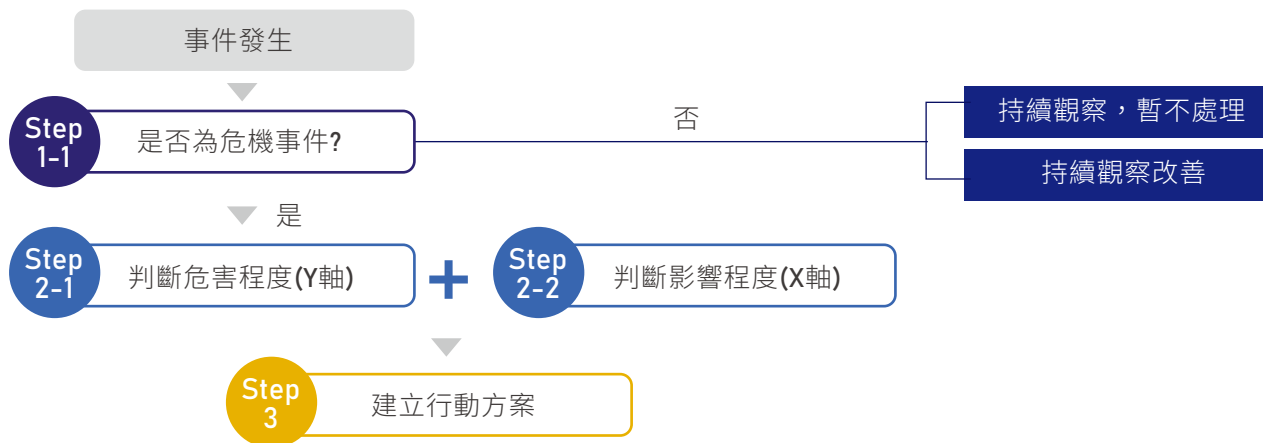 事件發生
Step
1-1
是否為危機事件?
否
持續觀察，暫不處理
持續觀察改善
是
Step
2-1
判斷危害程度(Y軸)
+
Step
2-2
判斷影響程度(X軸)
Step
3
建立行動方案